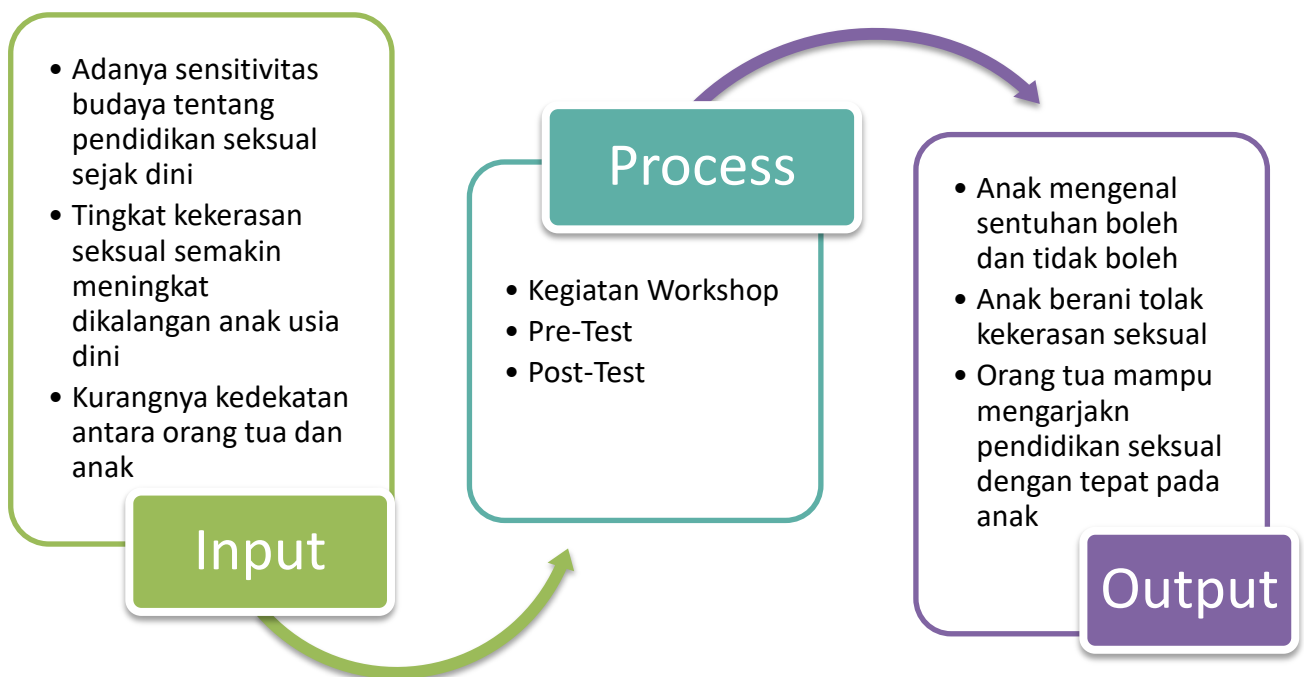 • Adanya sensitivitas
budaya tentang
pendidikan seksual
sejak dini
• Tingkat kekerasan
seksual semakin
meningkat
dikalangan anak usia
dini
• Kurangnya kedekatan
antara orang tua dan
anak
Input
Process
• Kegiatan Workshop
• Pre-Test
• Post-Test
• Anak mengenal
sentuhan boleh
dan tidak boleh
• Anak berani tolak
kekerasan seksual
• Orang tua mampu
mengarjakn
pendidikan seksual
dengan tepat pada
anak
Output